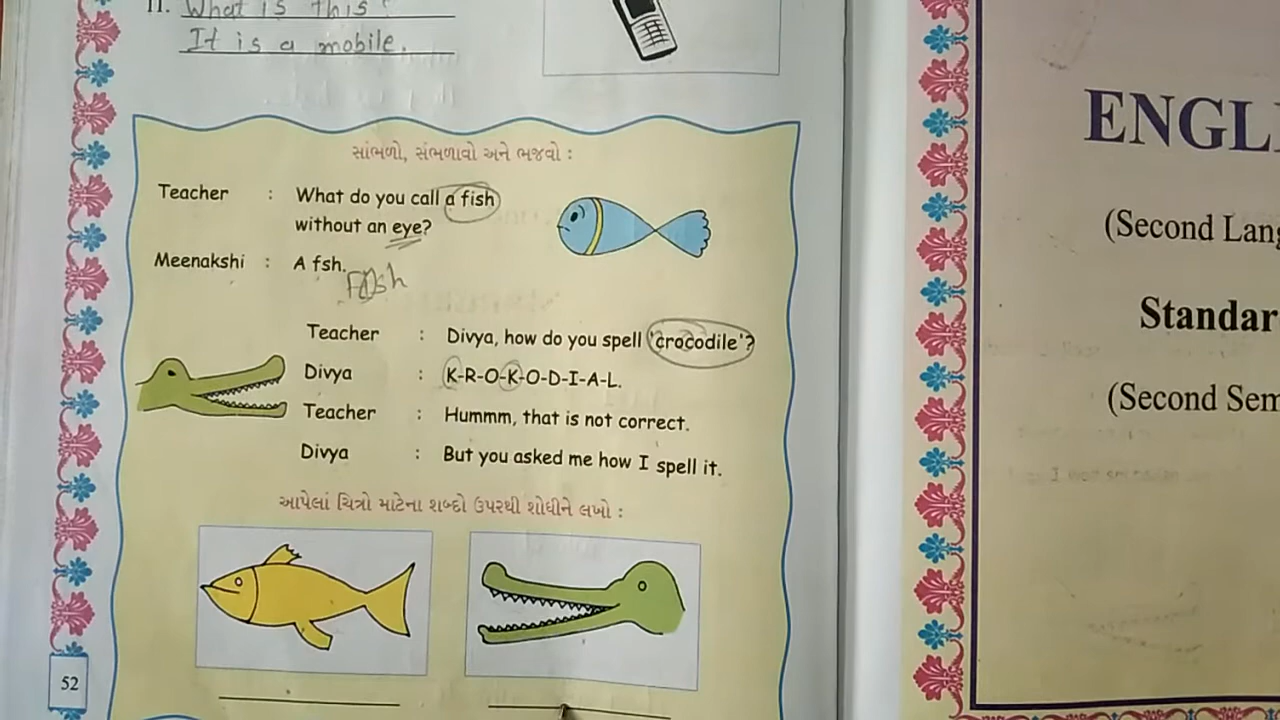 11. What is this?
It is a mobile.
સાંભળો, સંભળાવો અને ભજવો :
Teacher : What do you call a fish
without an eye?
Meenakshi : A fsh.
Fish
Teacher : Divya, how do you spell 'crocodile'?
Divya : K-R-O-K-O-D-I-A-L.
Teacher : Hummm, that is not correct.
Divya : But you asked me how I spell it.
આપેલાં ચિત્રો માટેના શબ્દો ઉપરથી શોધીને લખો :
52
ENGL
(Second Lang
Standar
(Second Sem